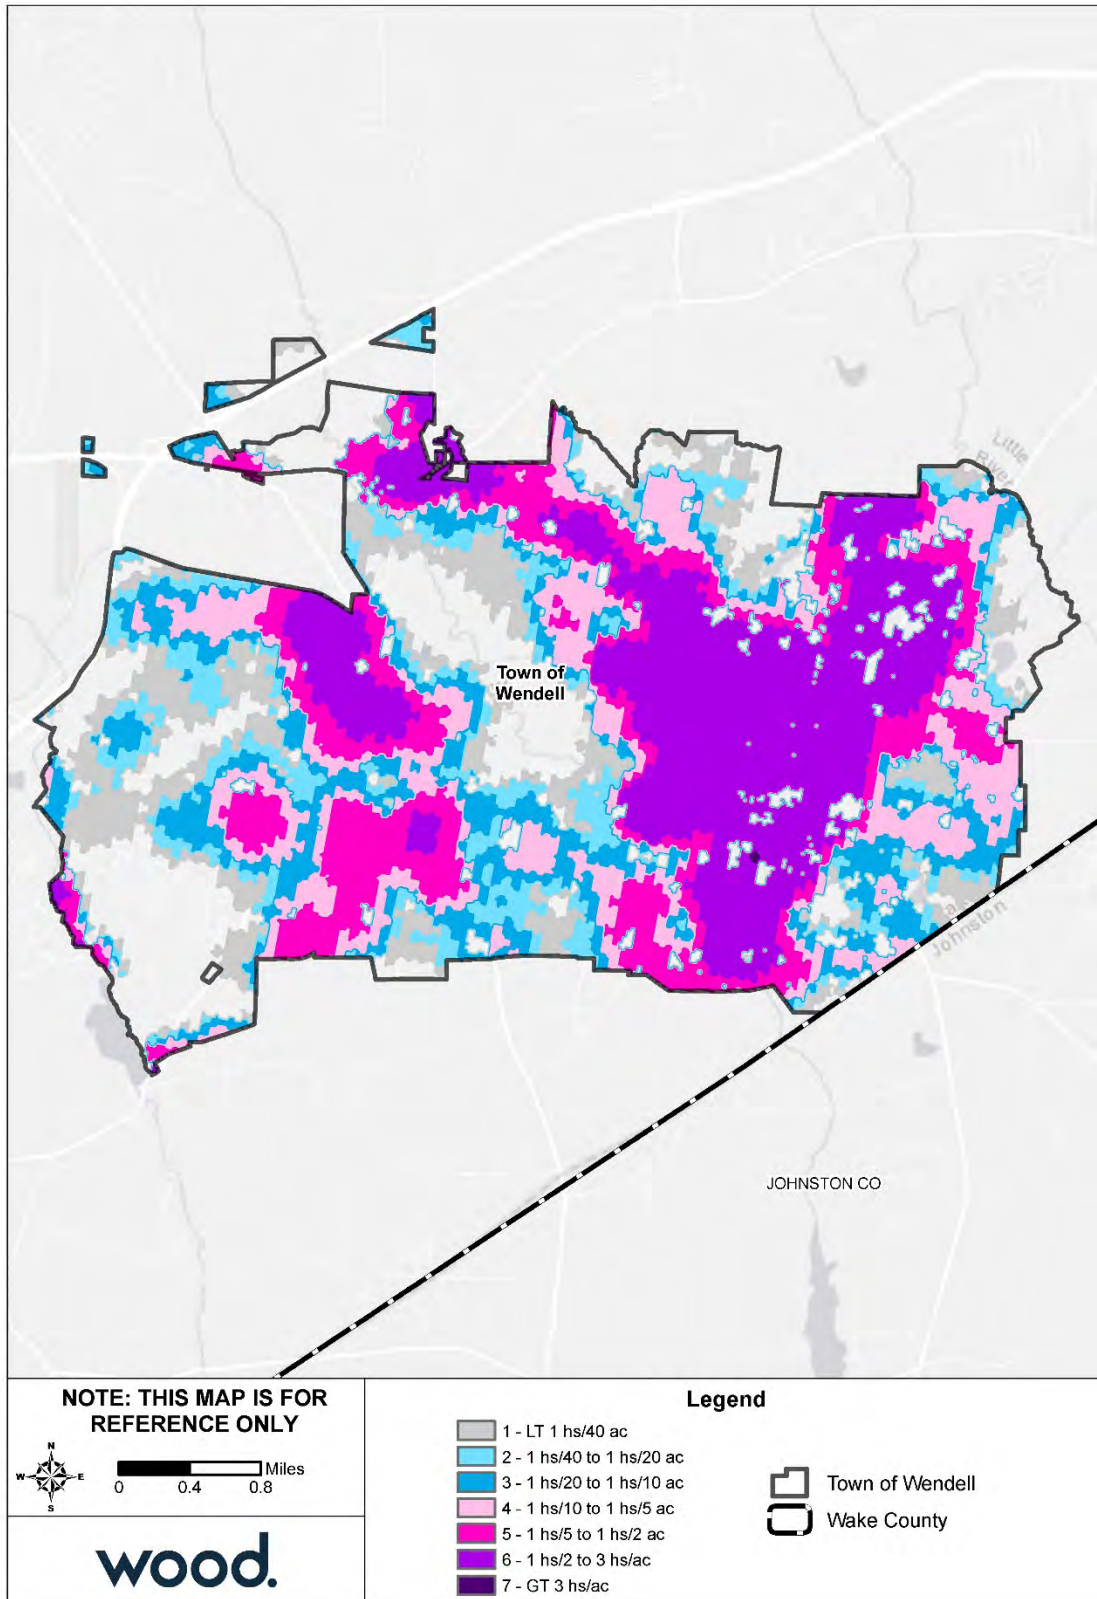 Little
River
Town of
Wendell
Johnston
JOHNSTON CO
NOTE: THIS MAP IS FOR
REFERENCE ONLY
N
W
E
S
Miles
0
0.4
0.8
wood.
Legend
1 - LT 1 hs/40 ac
2 - 1 hs/40 to 1 hs/20 ac
3 - 1 hs/20 to 1 hs/10 ac
4 - 1 hs/10 to 1 hs/5 ac
5 - 1 hs/5 to 1 hs/2 ac
6 - 1 hs/2 to 3 hs/ac
7 - GT 3 hs/ac
Town of Wendell
Wake County